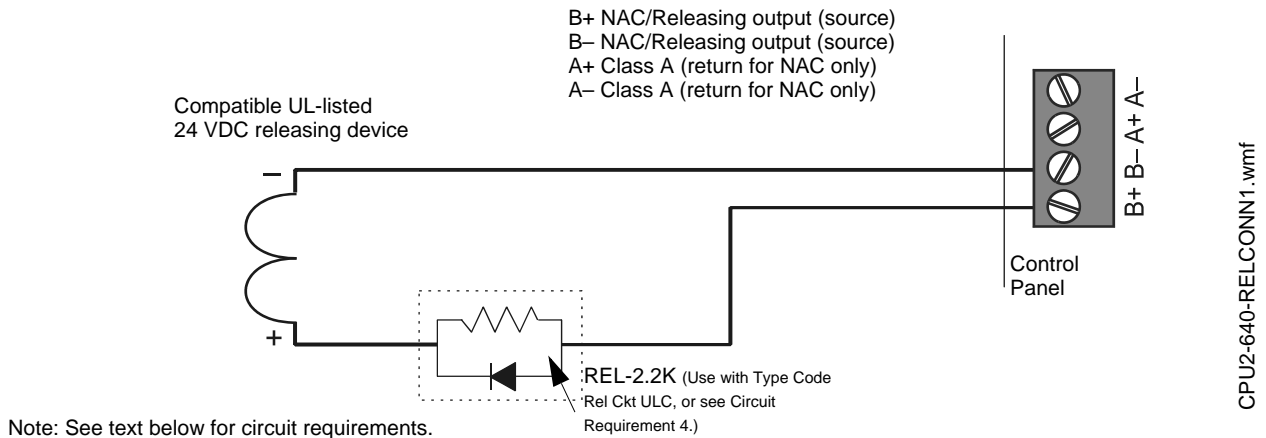 B+ NAC/Releasing output (source)
B– NAC/Releasing output (source)
A+ Class A (return for NAC only)
A– Class A (return for NAC only)
Compatible UL-listed
24 VDC releasing device
–
+
B+ B– A+ A–
Control
Panel
REL-2.2K (Use with Type Code
Rel Ckt ULC, or see Circuit
Requirement 4.)
Note: See text below for circuit requirements.
CPU2-640-RELCONN1.wmf